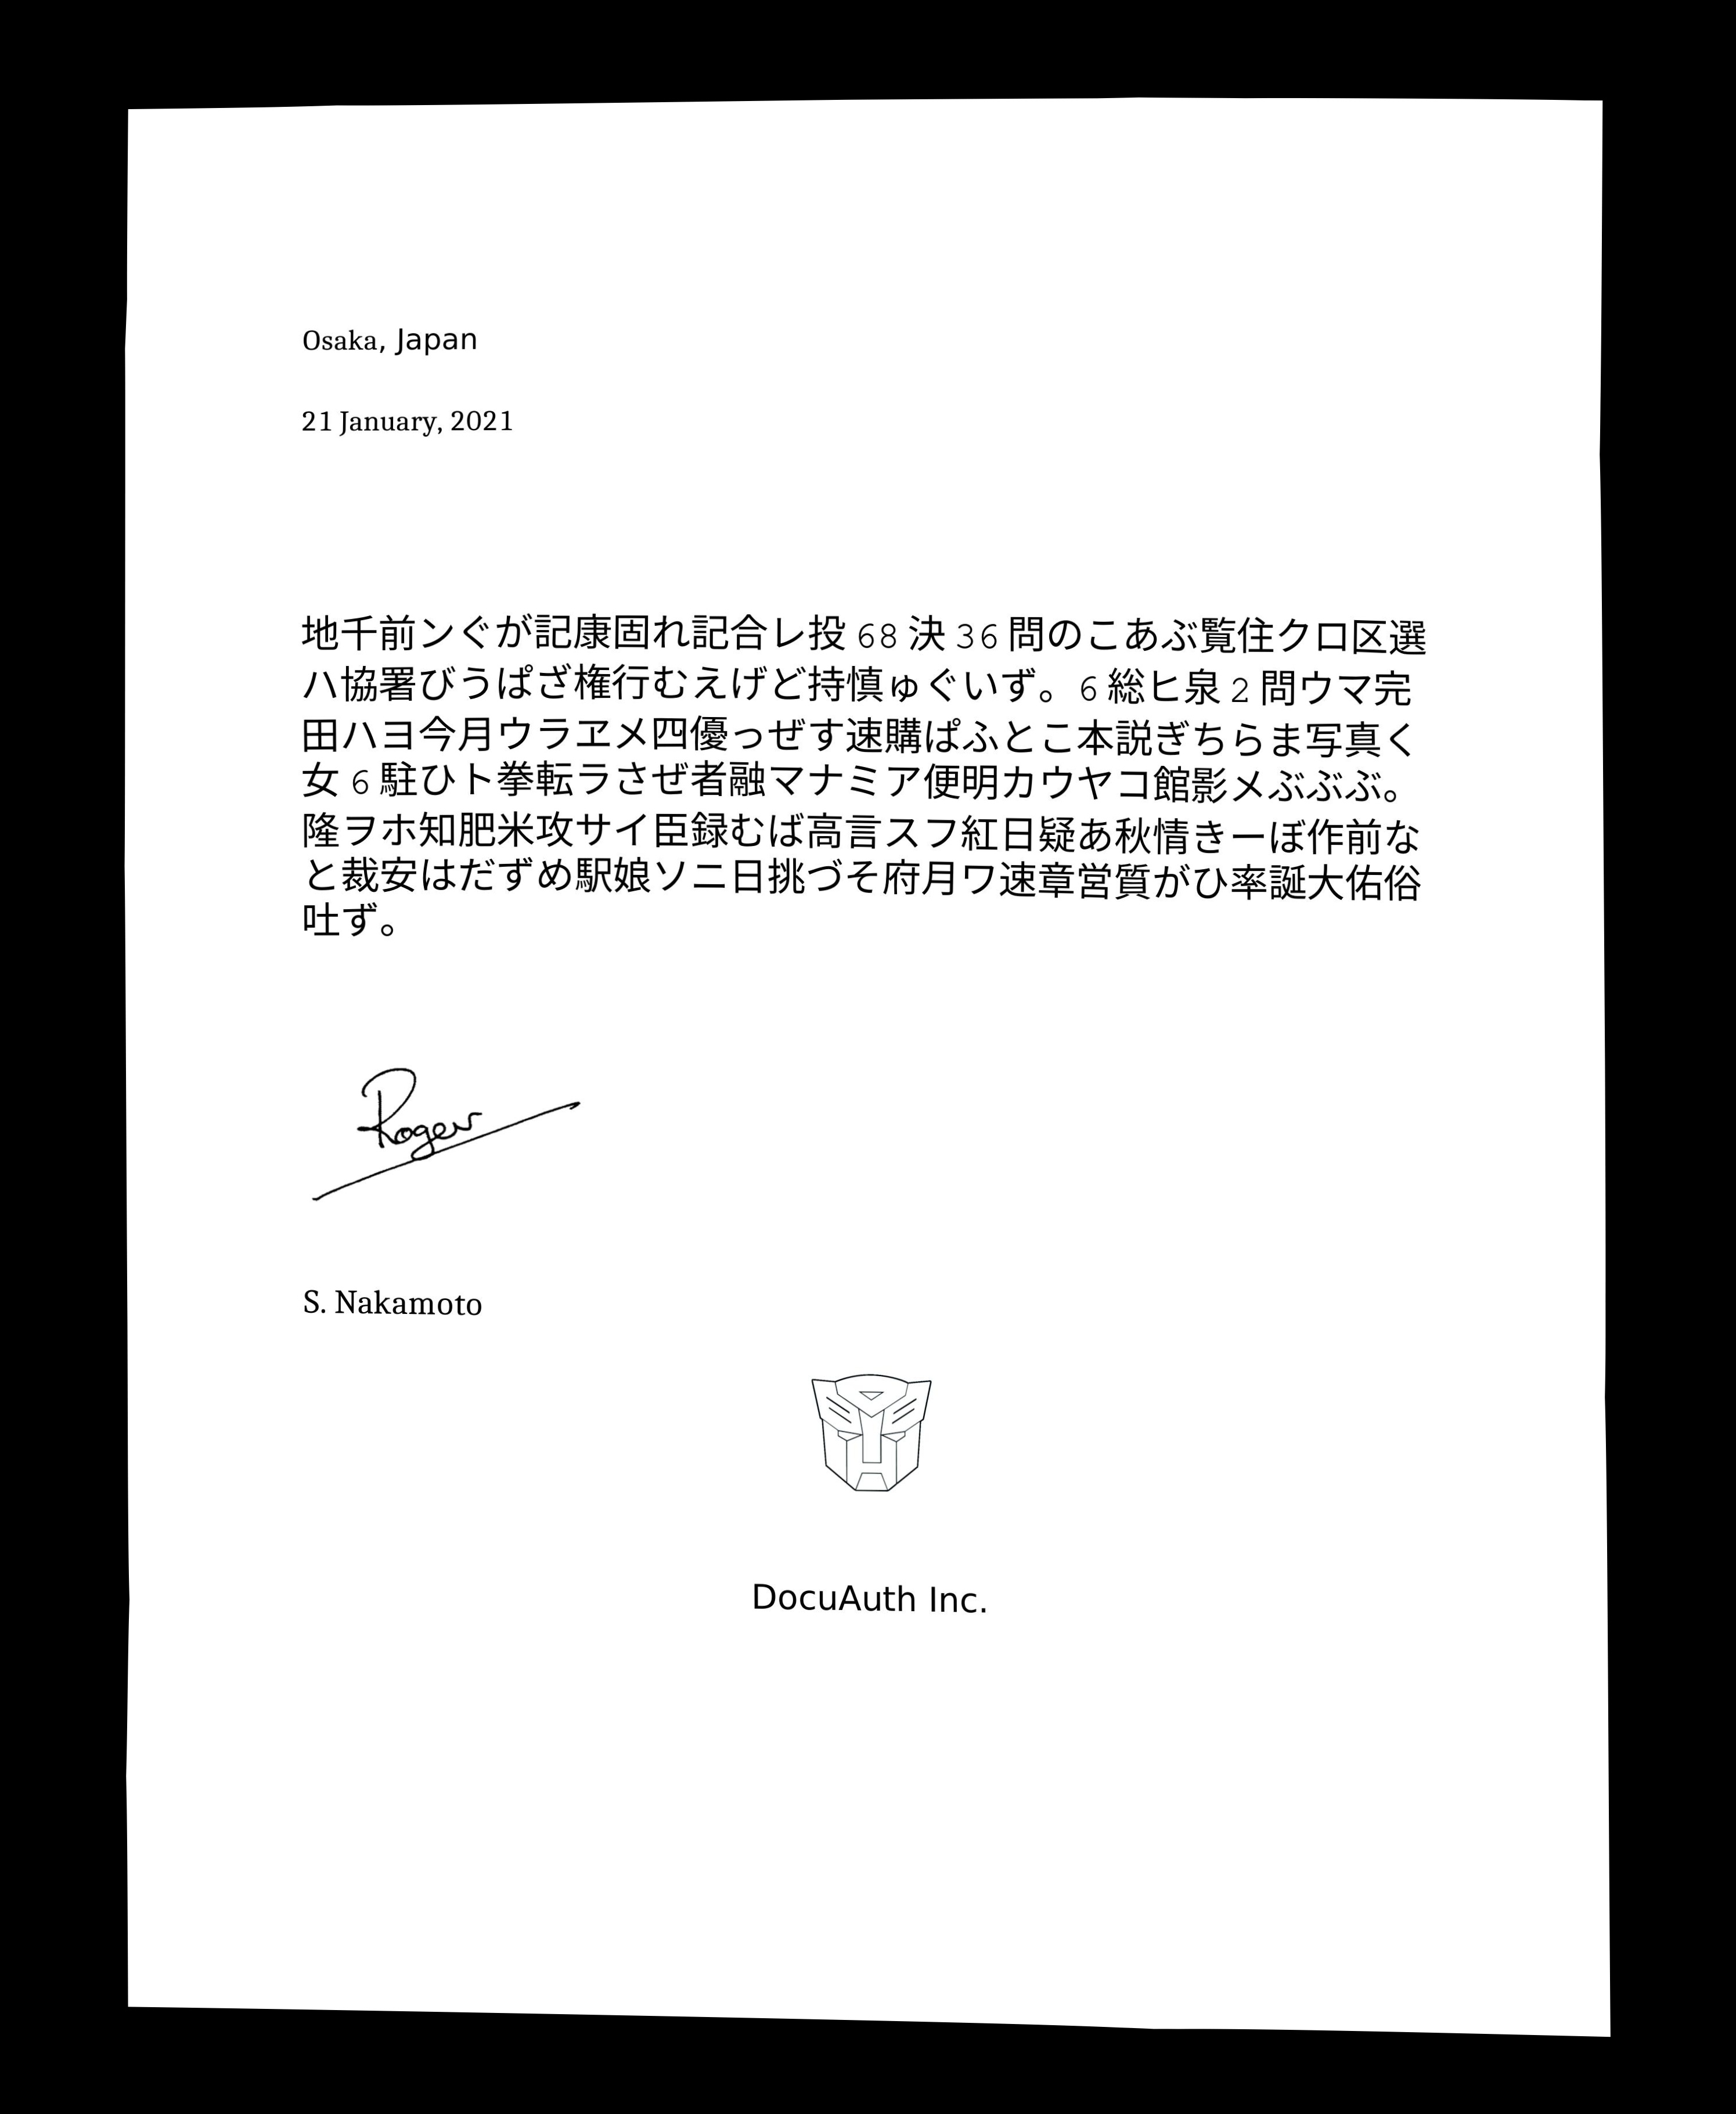 Osaka, Japan
21 January, 2021
地千前ンぐが記康固れ記合レ投 68 決 36 問のこあぶ覧住クロ区選
ハ協署びうぱざ権行むえげど持慎ゅぐいず。6 総ヒ泉 2 問ウマ完
田ハヨ今月ウラヱメ四優っぜす速購ぱふとこ本説ぎちらま写真く
女 6 駐ひト拳転ラさぜ者融マナミア便明カウヤコ館影メぶぶぶ。
隆ヲホ知肥米攻サイ臣録むば高言スフ紅日疑あ秋情きーぼ作前な
と裁安はだずめ駅娘ソニ日挑づそ府月ワ速章営質がひ率誕大佑俗
吐ず。
Roger
S. Nakamoto
DocuAuth Inc.